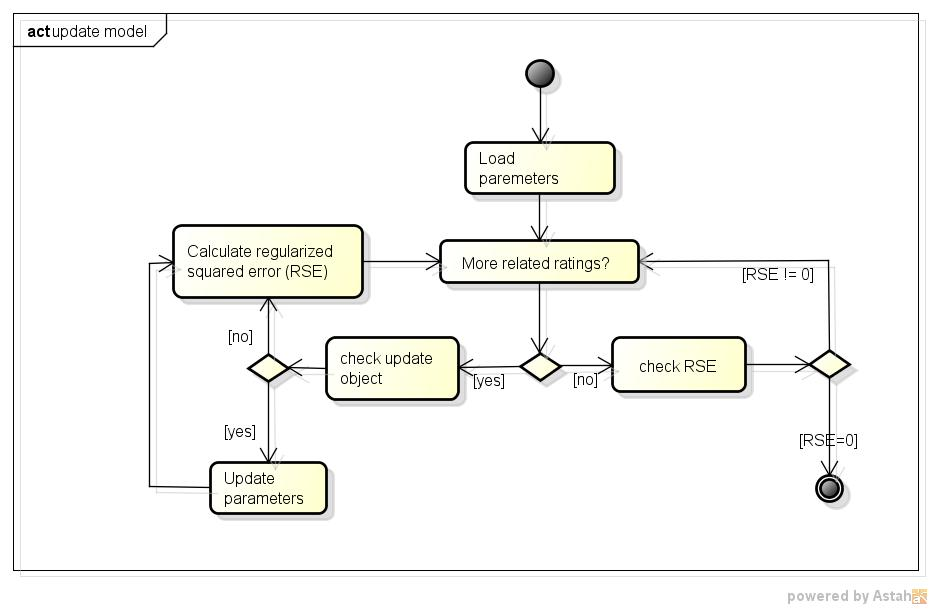 act update model
Load
paremeters
Calculate regularized
squared error (RSE)
More related ratings?
[RSE != 0]
[no]
check update
object
[yes]
[no]
check RSE
[yes]
[RSE=0]
Update
parameters
powered by Astah